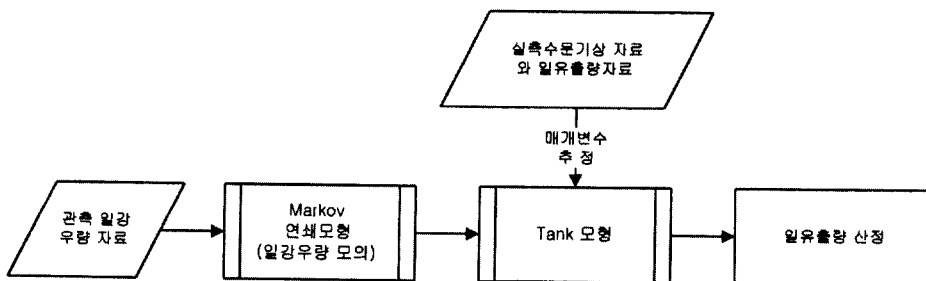 실측수문기상 자료
와 일유출량자료
매개변수
추 정
관측 일강
우량 자료
Markov
연쇄모형
(일강우량 모의)
Tank 모형
일유출량 산정